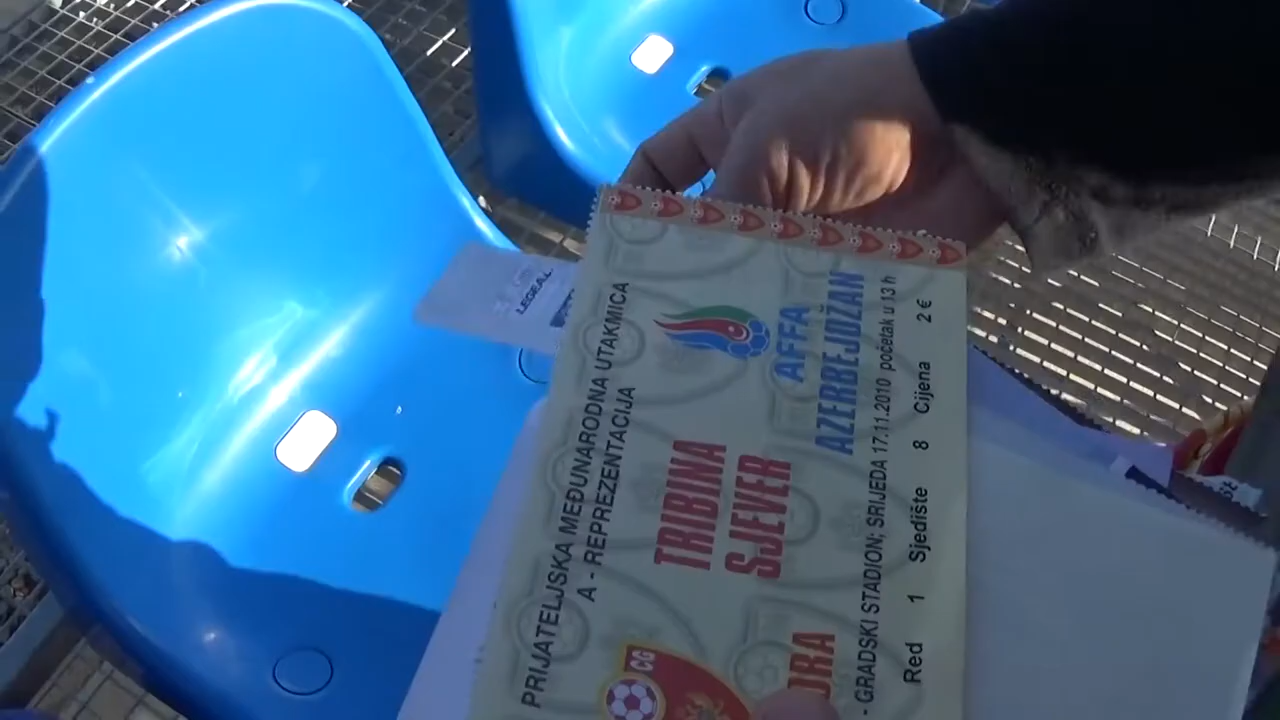 PRIJATELJSKA MEĐUNARODNA UTAKMICA
A - REPREZENTACIJA
CG
TRIBINA
SJEVER
AFFA
AZERBEJDŽAN
- GRADSKI STADION; SRIJEDA 17.11.2010 početak u 13 h
Red 1 Sjedište 8 Cijena 2 €
LEGEA